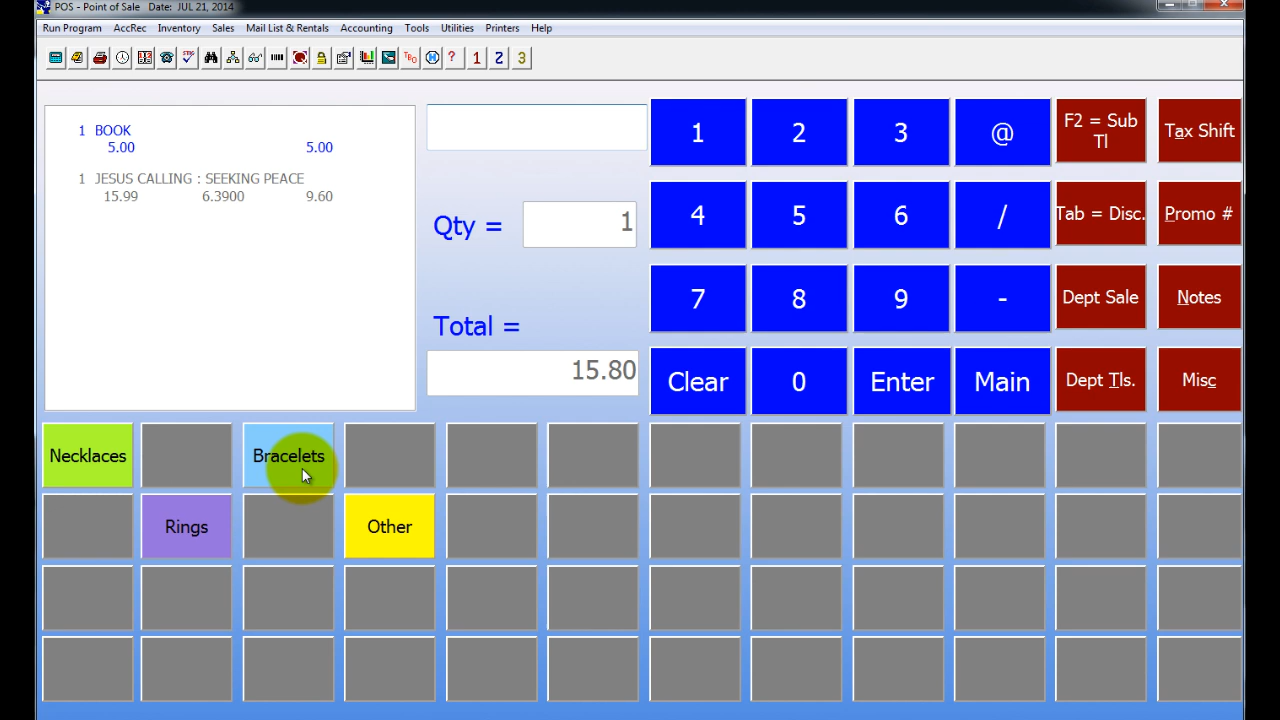 POS - Point of Sale Date: JUL 21, 2014
Run Program AccRec Inventory Sales Mail List & Rentals Accounting Tools Utilities Printers Help
? 1 2 3
1 BOOK
5.00 5.00
1 JESUS CALLING : SEEKING PEACE
15.99 6.3900 9.60
Qty = 1
Total =
15.80
1 2 3 @ F2 = Sub Tl Tax Shift
4 5 6 / Tab = Disc. Promo #
7 8 9 - Dept Sale Notes
Clear 0 Enter Main Dept Tls. Misc
Necklaces Bracelets
Rings Other